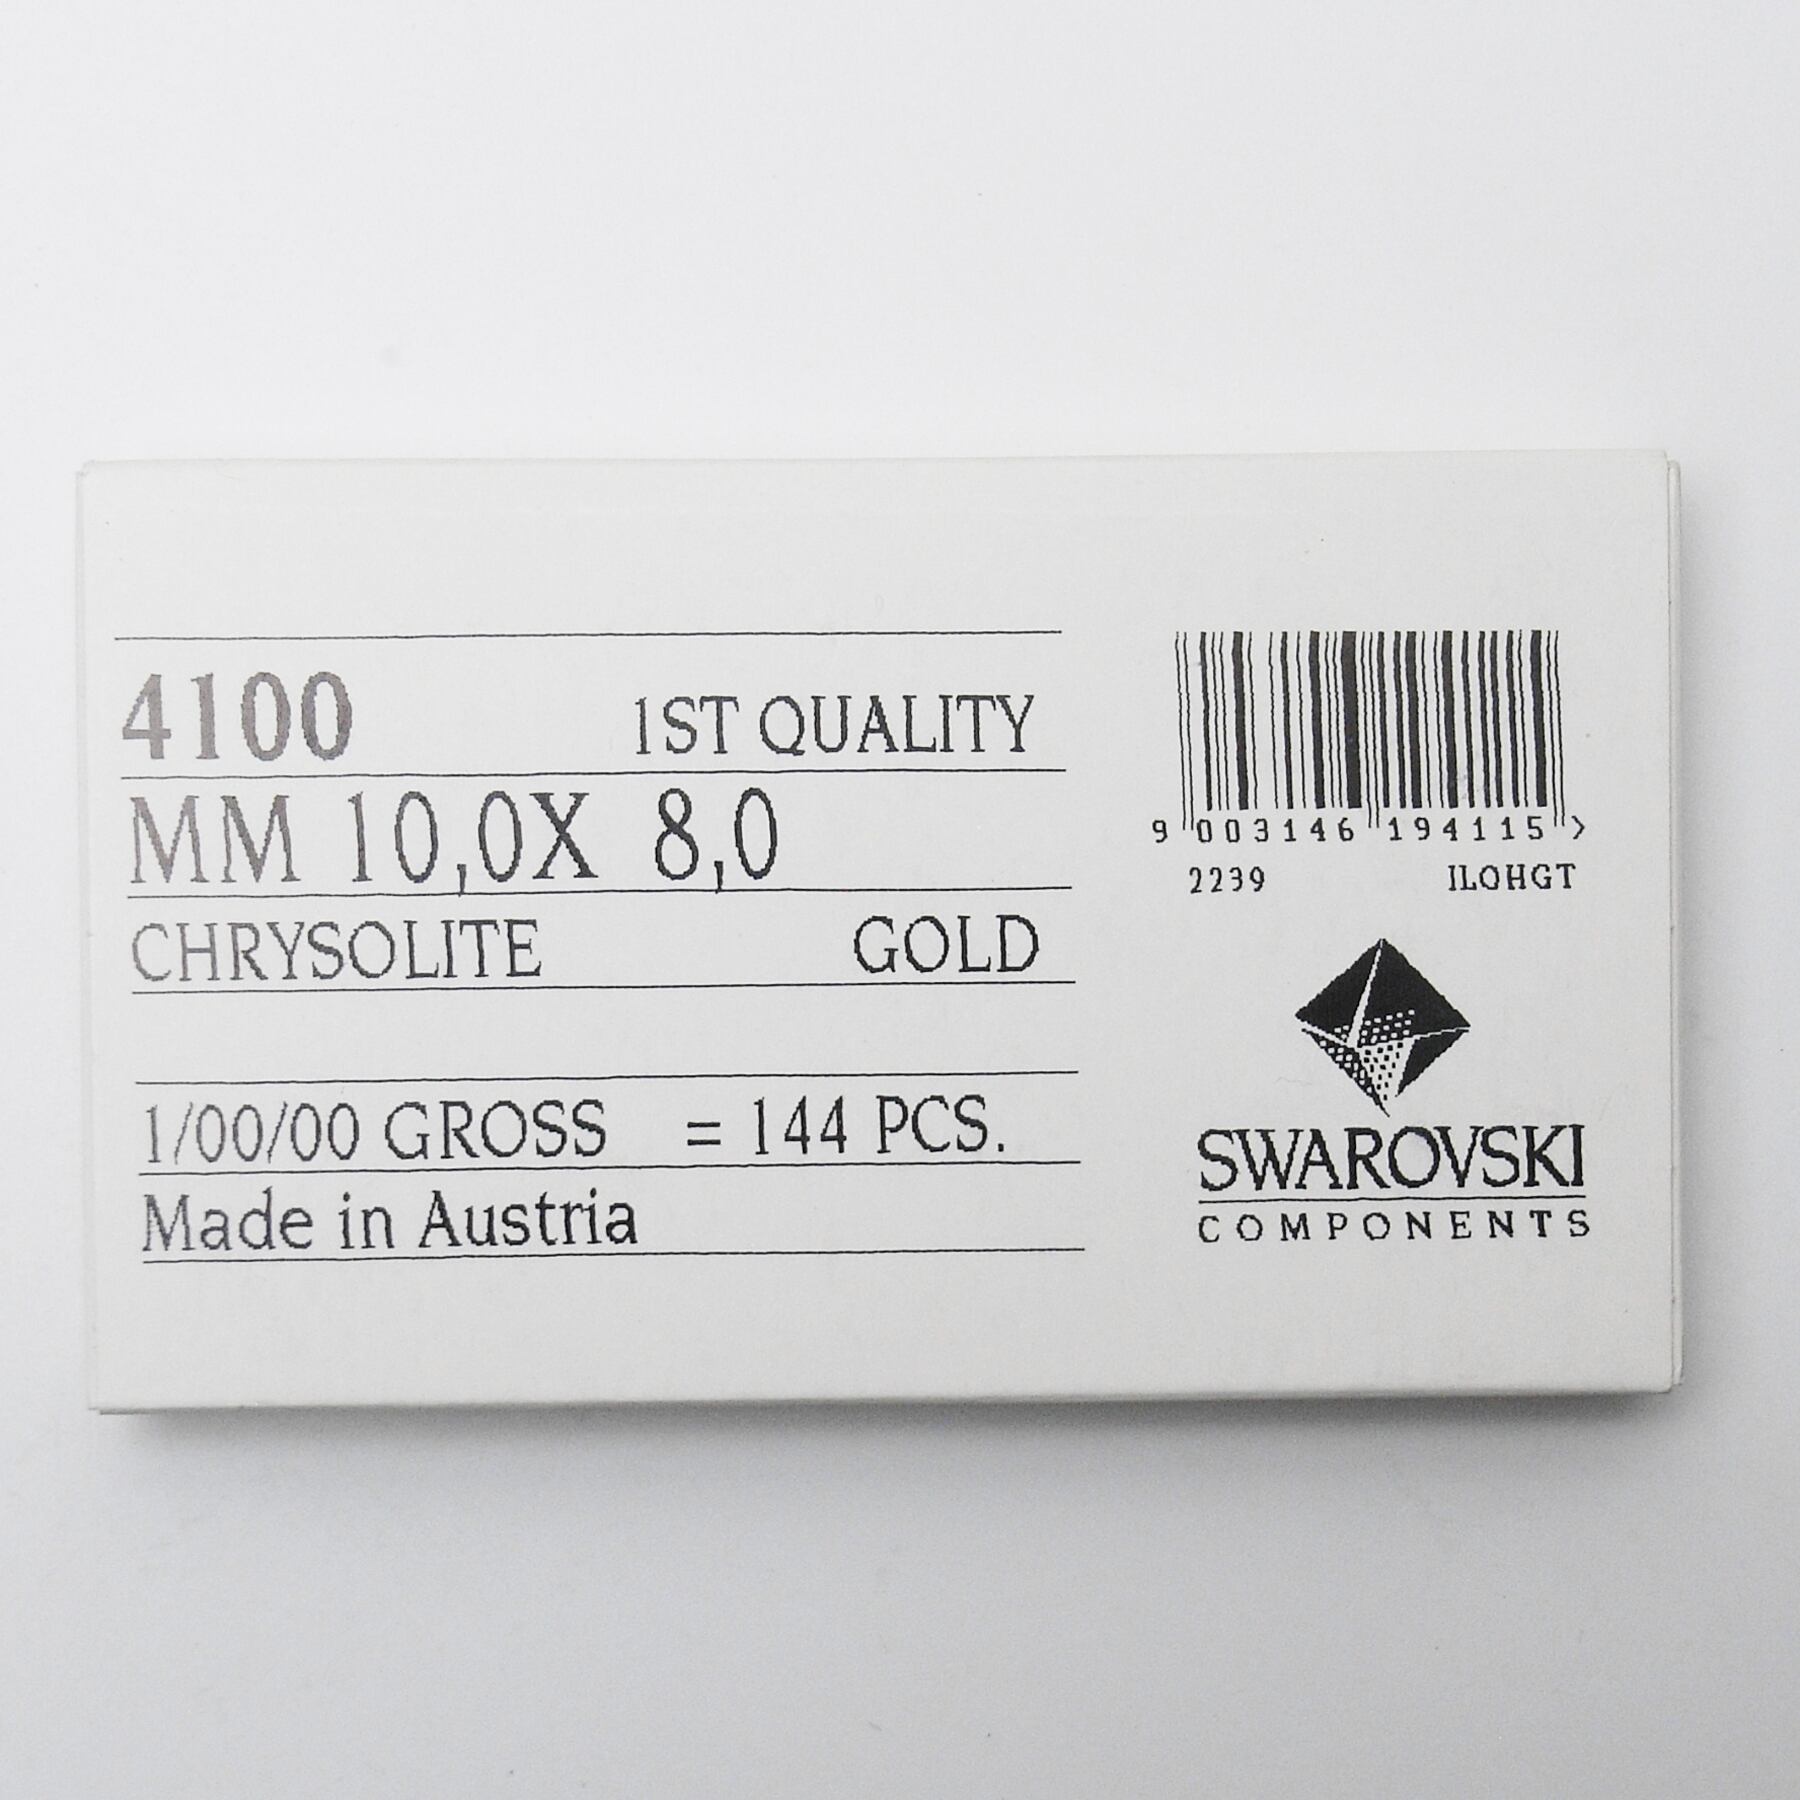 4100 1ST QUALITY
MM 10,0X 8,0
CHRYSOLITE GOLD
1/00/00 GROSS = 144 PCS.
Made in Austria
9 003146 194115 >
2239 ILOHGT
SWAROVSKI
COMPONENTS